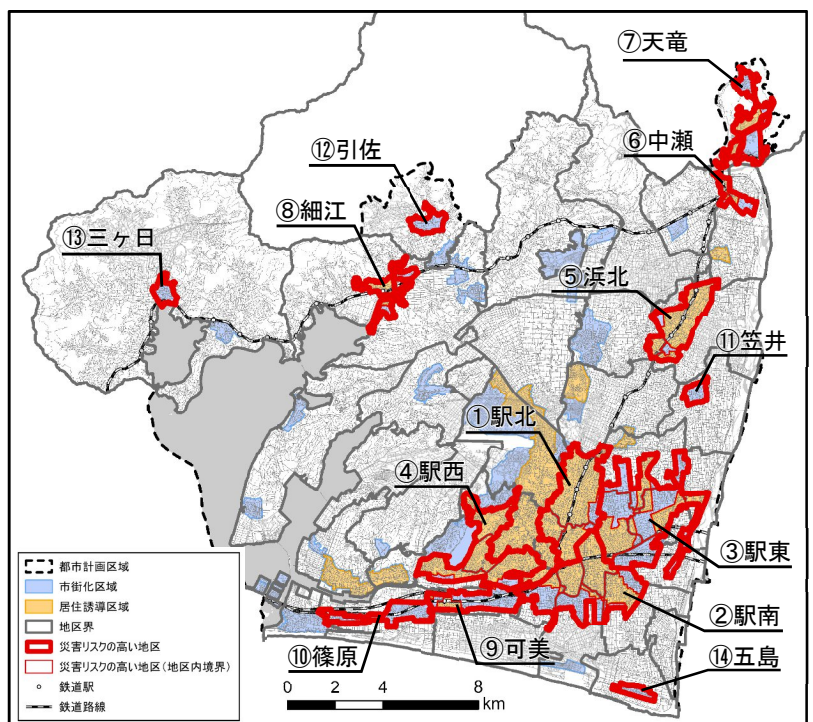 ⑦天竜
⑥中瀬
⑫引佐
⑧細江
⑬三ヶ日
⑤浜北
⑪笠井
①駅北
④駅西
③駅東
②駅南
⑨可美
⑩篠原
⑭五島
都市計画区域
市街化区域
居住誘導区域
地区界
災害リスクの高い地区
災害リスクの高い地区(地区内境界)
鉄道駅
鉄道路線
0 2 4 8
km